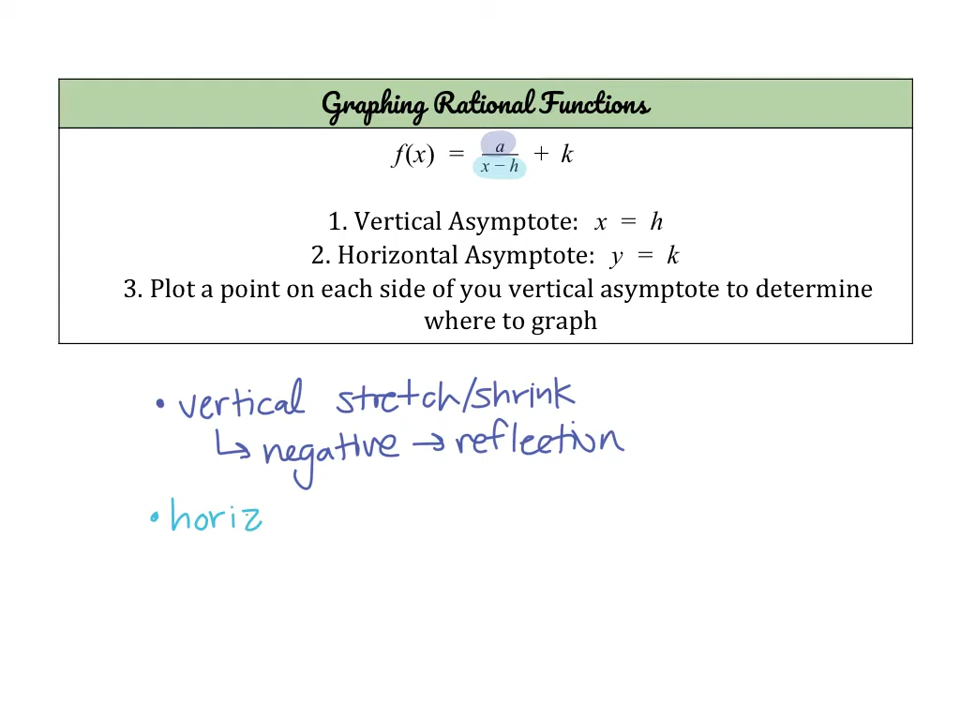 Graphing Rational Functions
f(x) = a/(x − h) + k
1. Vertical Asymptote: x = h
2. Horizontal Asymptote: y = k
3. Plot a point on each side of you vertical asymptote to determine
where to graph
• vertical stretch/shrink
↳ negative → reflection
• horiz